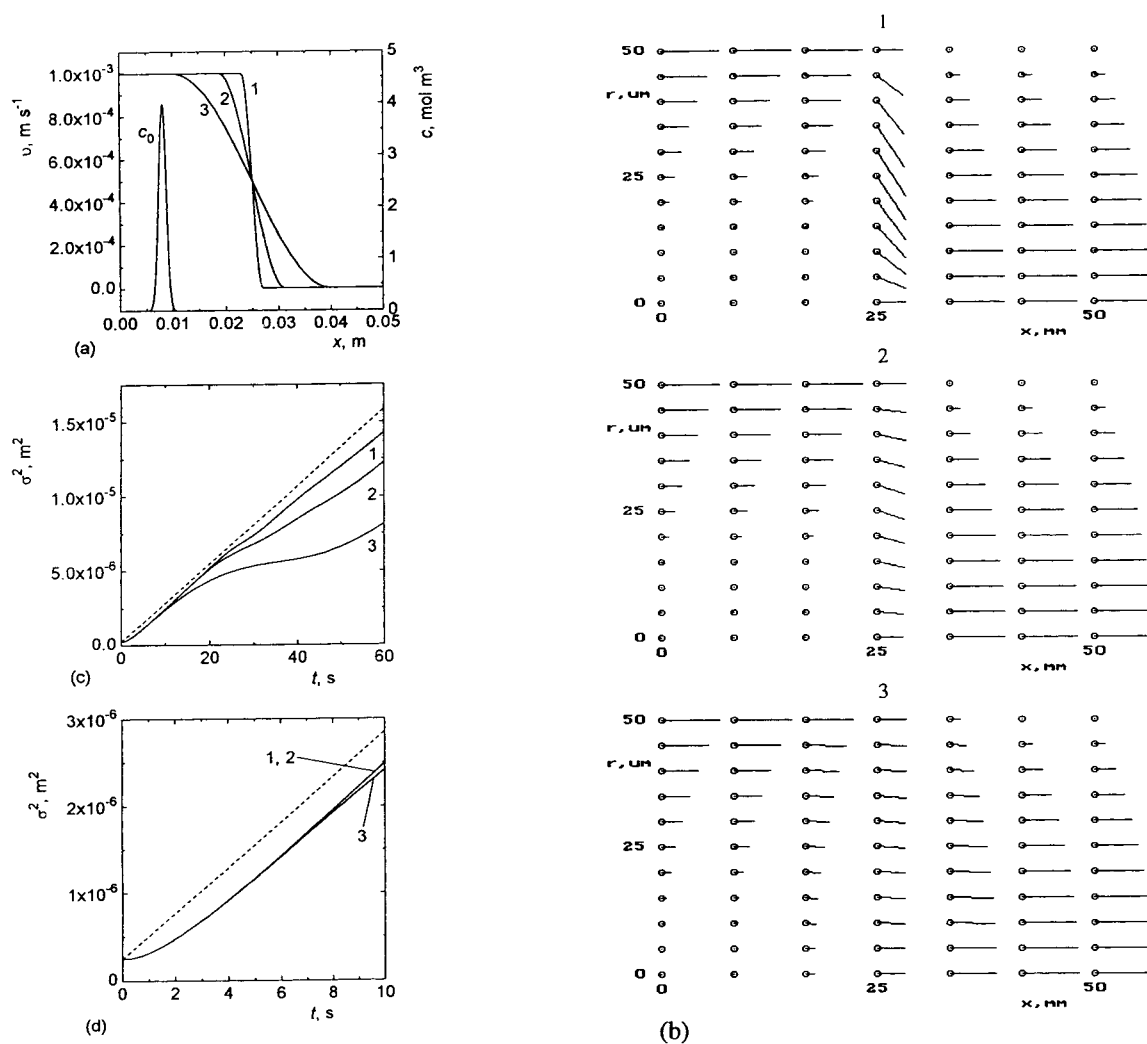 υ, m s⁻¹
1.0x10⁻³
8.0x10⁻⁴
6.0x10⁻⁴
4.0x10⁻⁴
2.0x10⁻⁴
0.0
c₀
1
2
3
5
4
3
2
1
0
c, mol m³
0.00 0.01 0.02 0.03 0.04 0.05
x, m
(a)
σ², m²
1.5x10⁻⁵
1.0x10⁻⁵
5.0x10⁻⁶
0.0
1
2
3
0 20 40 60
t, s
(c)
σ², m²
3x10⁻⁶
2x10⁻⁶
1x10⁻⁶
0
1, 2
3
0 2 4 6 8 10
t, s
(d)
1
50
r,um
25
0
0 25 50
x,mm
2
50
r,um
25
0
0 25 50
x,mm
3
50
r,um
25
0
0 25 50
x,mm
(b)